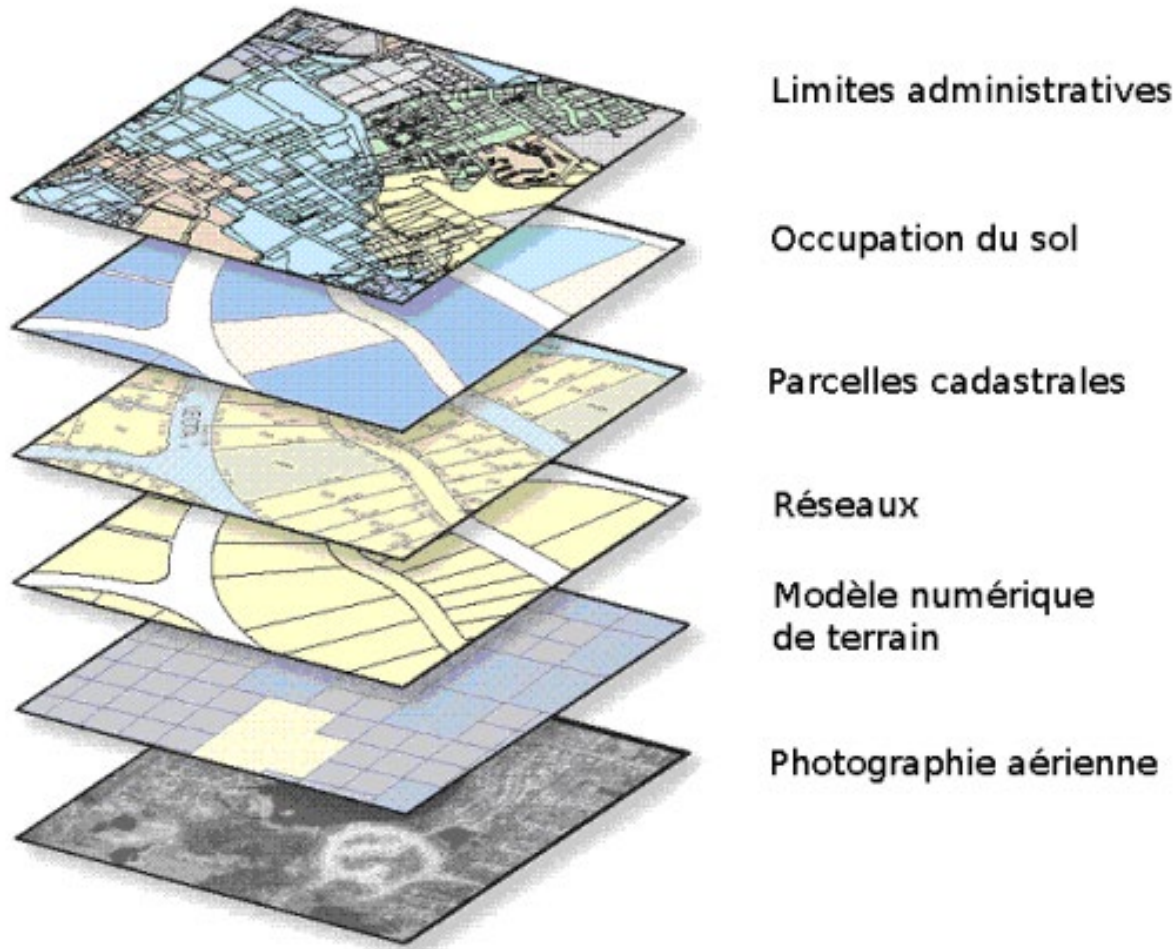 Limites administratives
Occupation du sol
Parcelles cadastrales
Réseaux
Modèle numérique
de terrain
Photographie aérienne